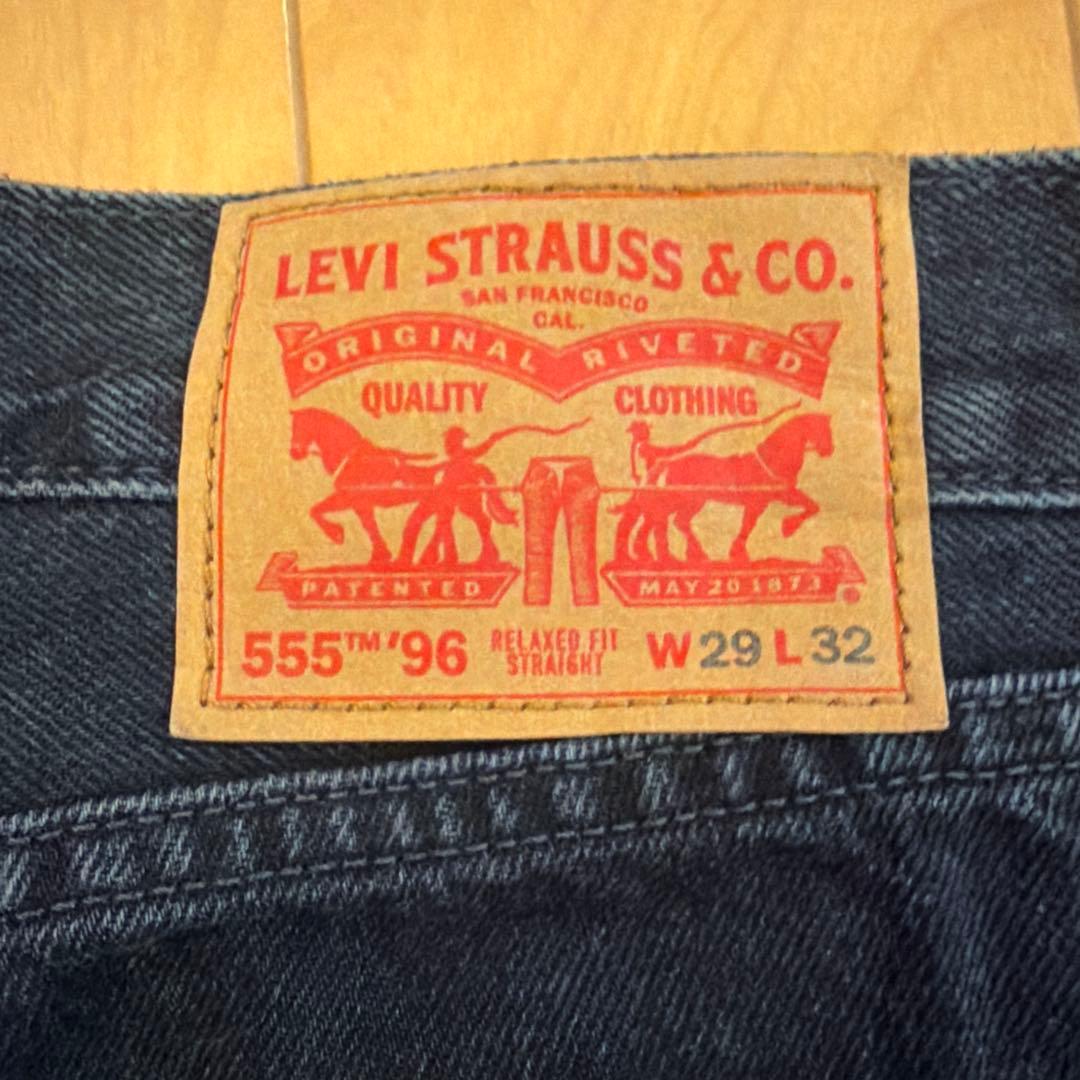 LEVI STRAUSS & CO.
SAN FRANCISCO
CAL.
ORIGINAL RIVETED
QUALITY CLOTHING
PATENTED MAY 20 1873
®
555™ '96 RELAXED FIT W 29 L 32
STRAIGHT